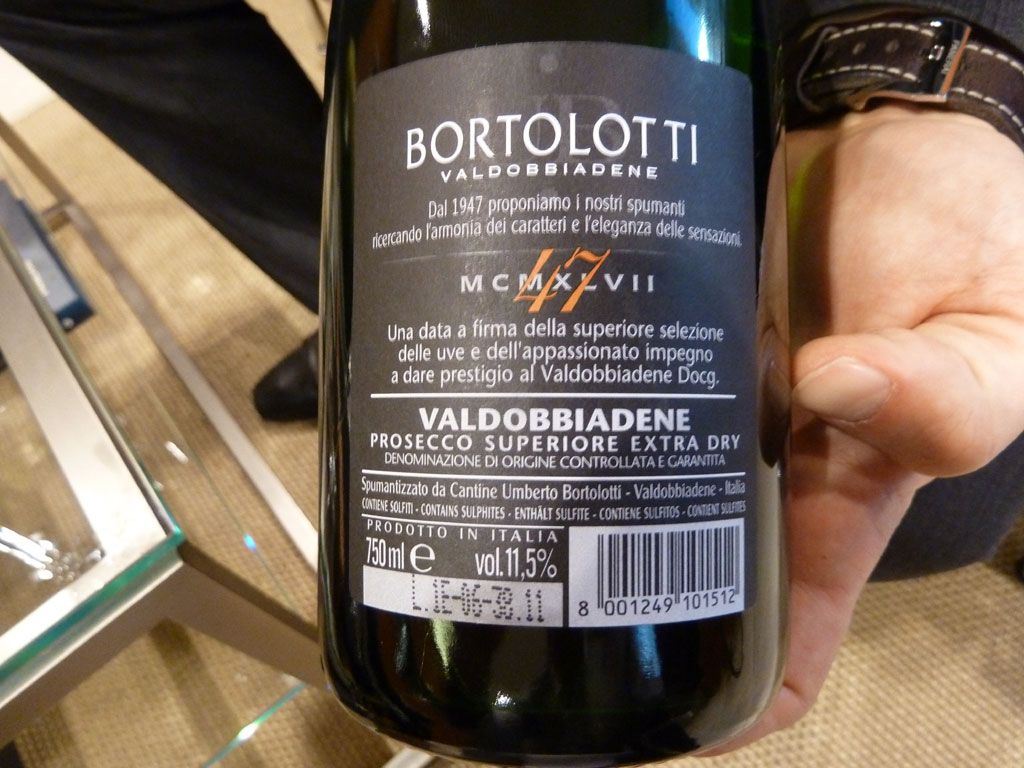 BORTOLOTTI
VALDOBBIADENE
Dal 1947 proponiamo i nostri spumanti
ricercando l'armonia dei caratteri e l'eleganza delle sensazioni.
MCMXLVII
47
Una data a firma della superiore selezione
delle uve e dell'appassionato impegno
a dare prestigio al Valdobbiadene Docg.
VALDOBBIADENE
PROSECCO SUPERIORE EXTRA DRY
DENOMINAZIONE DI ORIGINE CONTROLLATA E GARANTITA
Spumantizzato da Cantine Umberto Bortolotti - Valdobbiadene - Italia
CONTIENE SOLFITI - CONTAINS SULPHITES - ENTHÄLT SULFITE - CONTIENE SULFITOS - CONTIENT SULFITES
PRODOTTO IN ITALIA
750 ml e vol. 11,5%
8 001249 101512